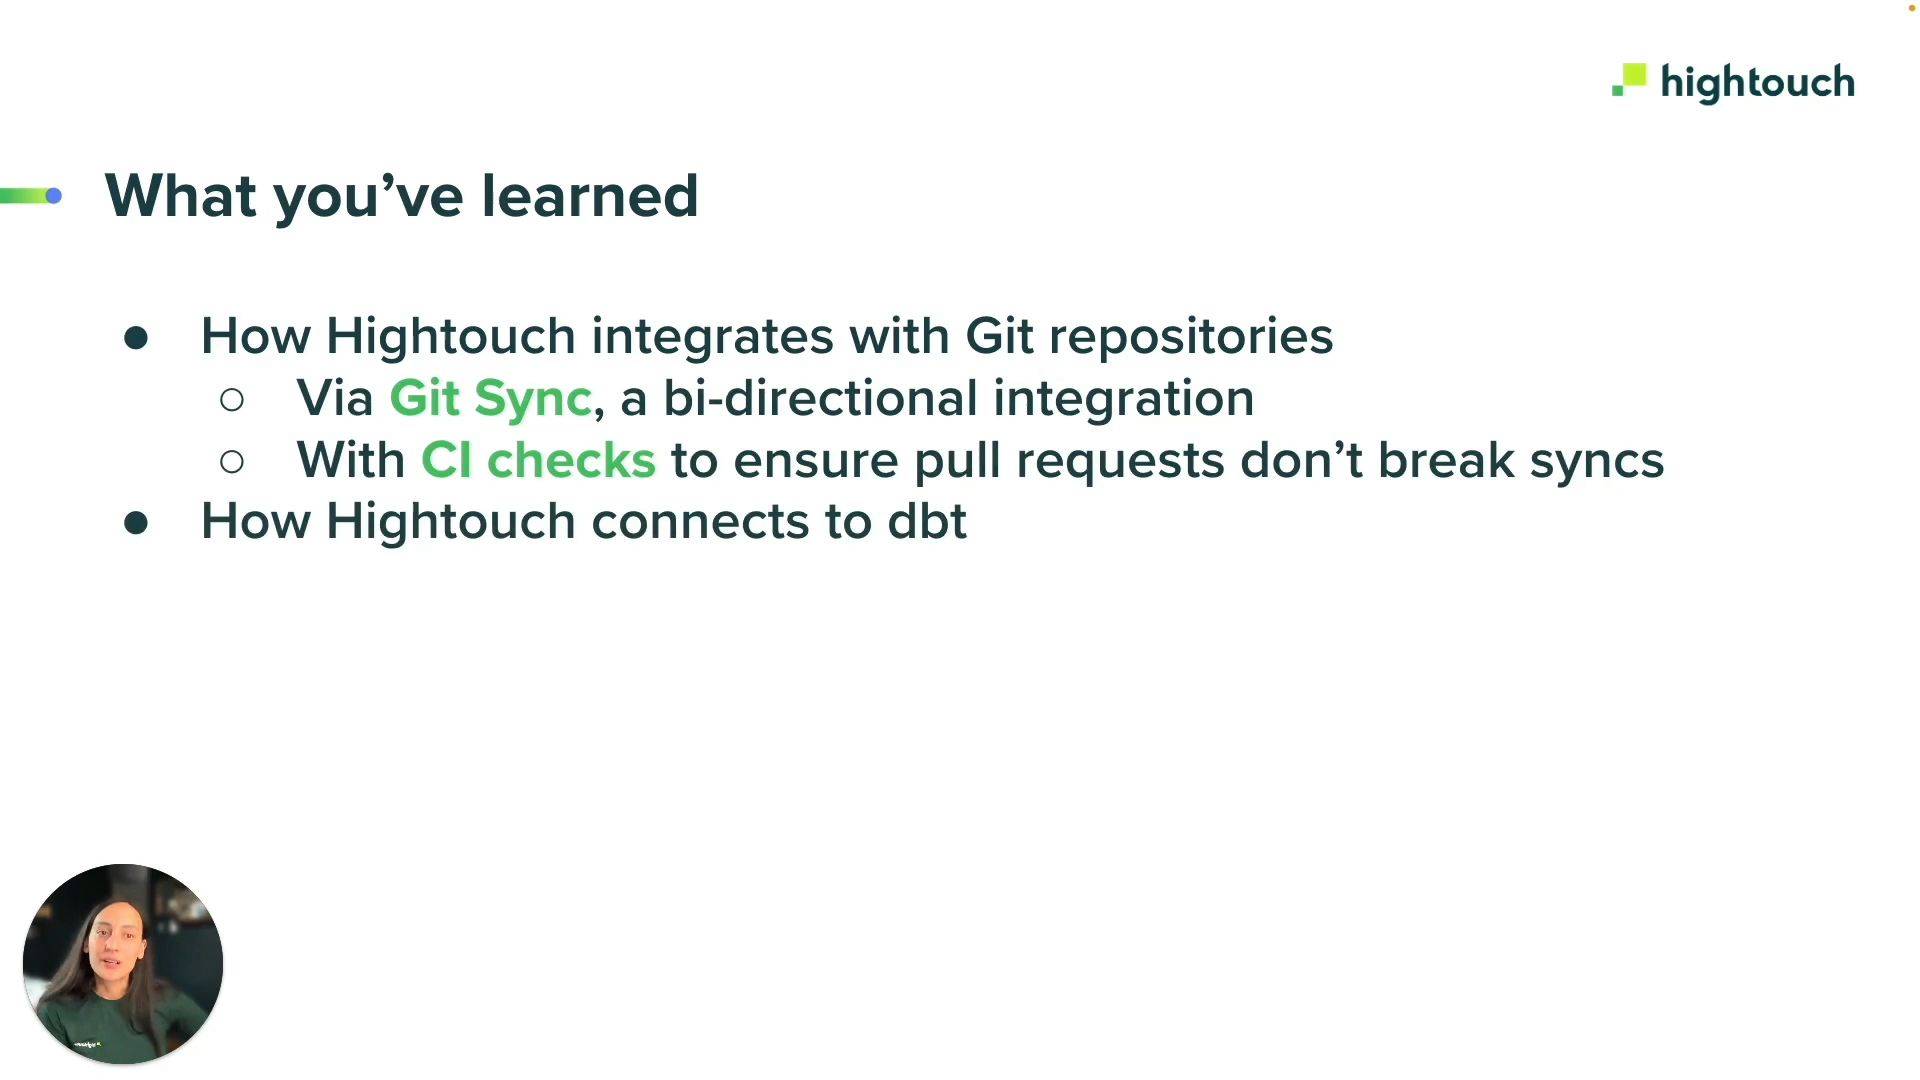 hightouch
What you’ve learned
● How Hightouch integrates with Git repositories
○ Via Git Sync, a bi-directional integration
○ With CI checks to ensure pull requests don’t break syncs
● How Hightouch connects to dbt